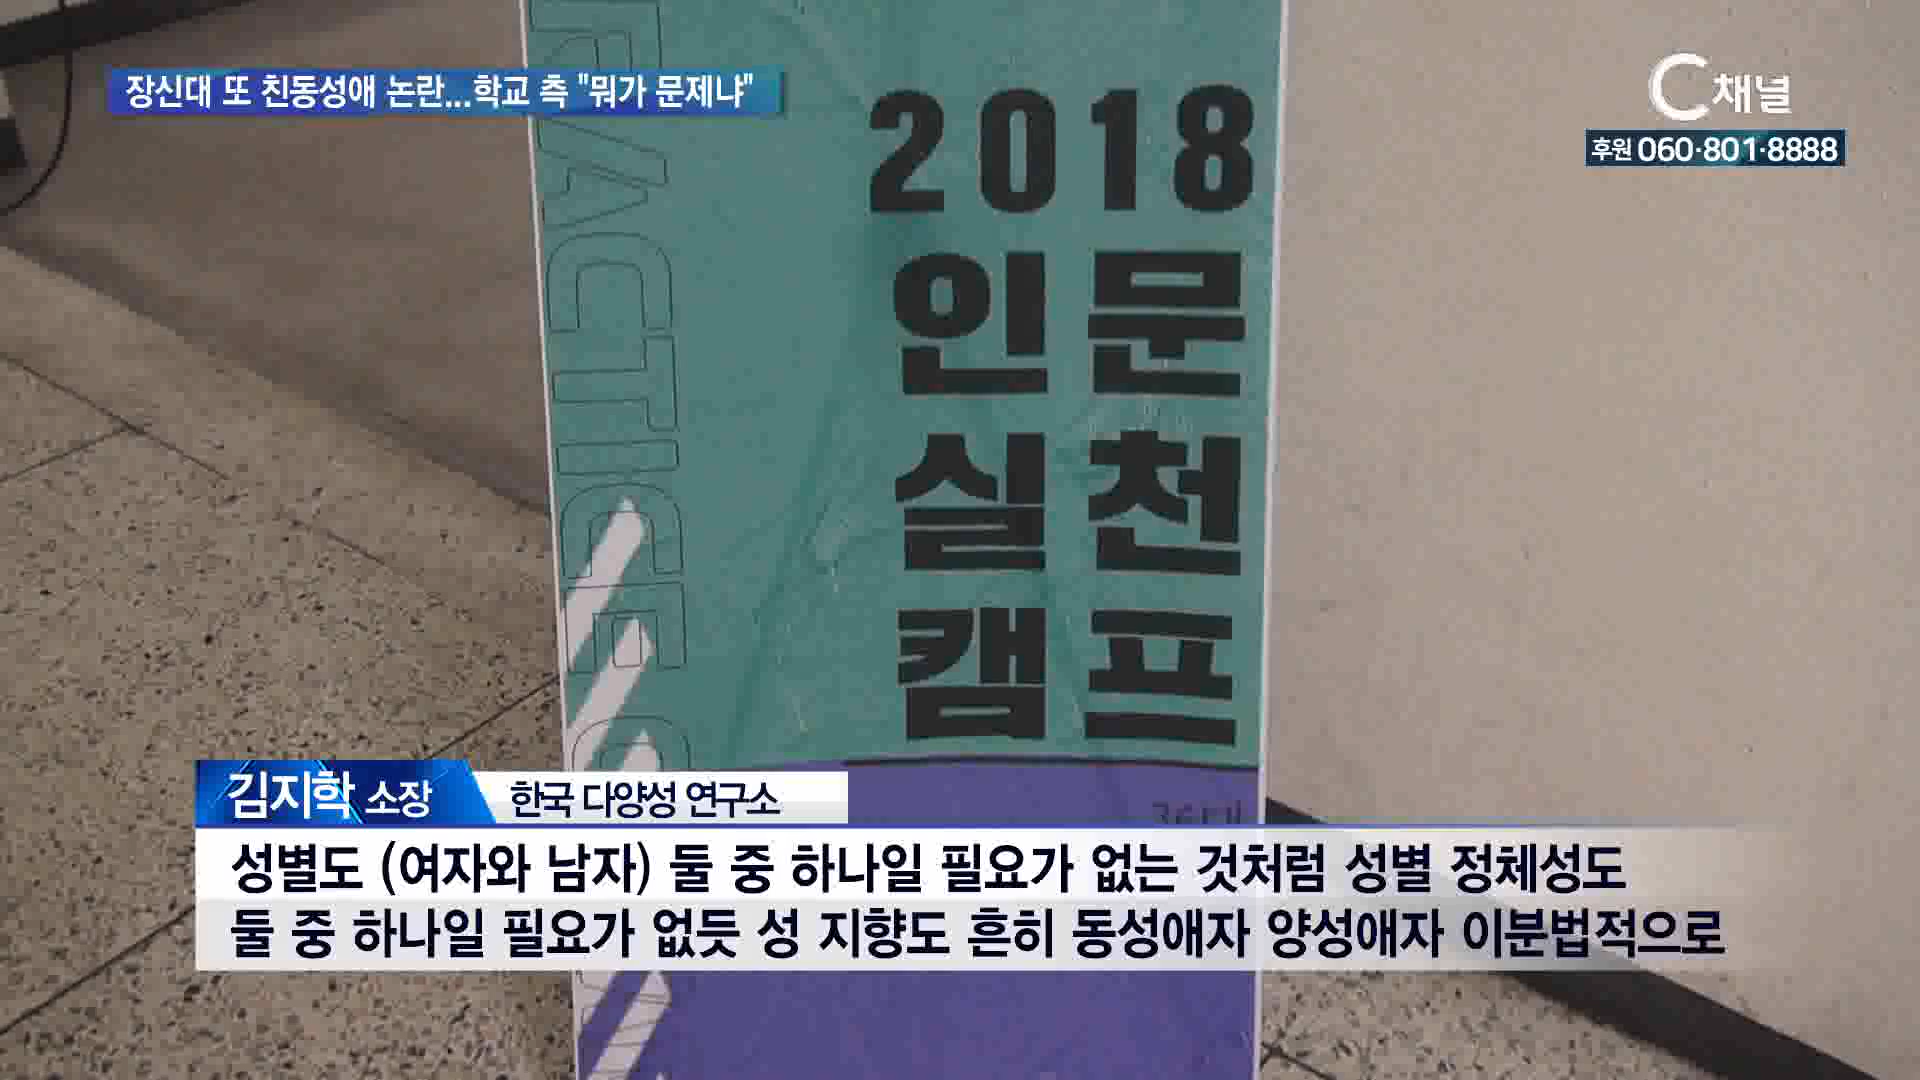 장신대 또 친동성애 논란...학교 측 "뭐가 문제냐"
C채널
후원 060·801·8888
2018
인문
실천
캠프
김지학 소장
한국 다양성 연구소
성별도 (여자와 남자) 둘 중 하나일 필요가 없는 것처럼 성별 정체성도
둘 중 하나일 필요가 없듯 성 지향도 흔히 동성애자 양성애자 이분법적으로